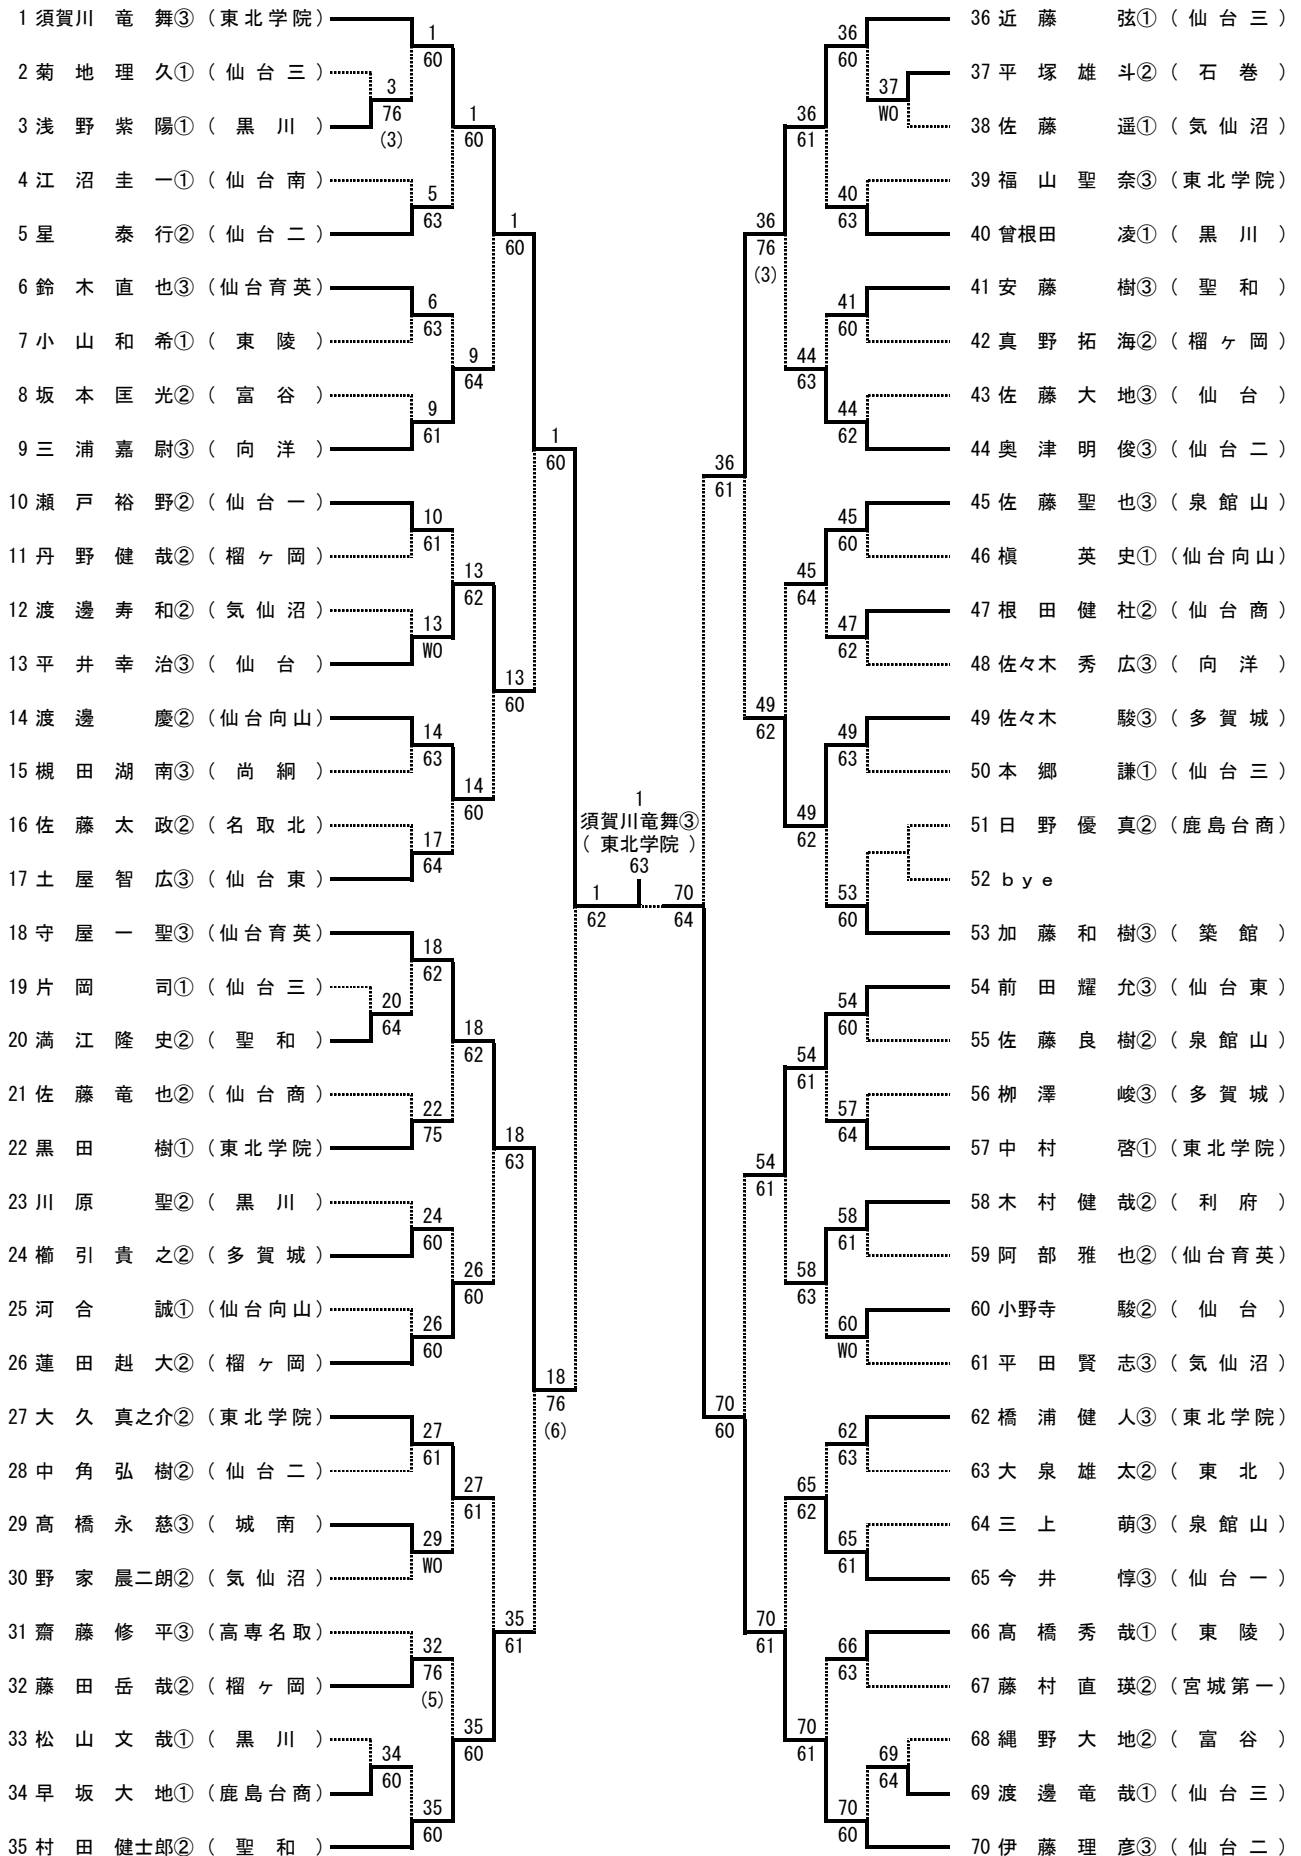 1 須賀川 竜 舞③ (東北学院)
2 菊 地 理 久① (仙台三)
3 浅 野 紫 陽① (黒川)
4 江 沼 圭 一① (仙台南)
5 星 泰 行② (仙台二)
6 鈴 木 直 也③ (仙台育英)
7 小 山 和 希① (東陵)
8 坂 本 匡 光② (富谷)
9 三 浦 嘉 尉③ (向洋)
10 瀬 戸 裕 野② (仙台一)
11 丹 野 健 哉② (榴ヶ岡)
12 渡 邊 寿 和② (気仙沼)
13 平 井 幸 治③ (仙台)
14 渡 邊 慶② (仙台向山)
15 槻 田 湖 南③ (尚絅)
16 佐 藤 太 政② (名取北)
17 土 屋 智 広③ (仙台東)
18 守 屋 一 聖③ (仙台育英)
19 片 岡 司① (仙台三)
20 満 江 隆 史② (聖和)
21 佐 藤 竜 也② (仙台商)
22 黒 田 樹① (東北学院)
23 川 原 聖② (黒川)
24 櫛 引 貴 之② (多賀城)
25 河 合 誠① (仙台向山)
26 蓮 田 赳 大② (榴ヶ岡)
27 大 久 真之介② (東北学院)
28 中 角 弘 樹② (仙台二)
29 髙 橋 永 慈③ (城南)
30 野 家 晨二朗② (気仙沼)
31 齋 藤 修 平③ (高専名取)
32 藤 田 岳 哉② (榴ヶ岡)
33 松 山 文 哉① (黒川)
34 早 坂 大 地① (鹿島台商)
35 村 田 健士郎② (聖和)
3
76
(3)
20
64
34
60
1
60
5
63
6
63
9
61
10
61
13
WO
14
63
17
64
18
62
22
75
24
60
26
60
27
61
29
WO
32
76
(5)
35
60
1
60
9
64
13
62
14
60
18
62
26
60
27
61
35
60
1
60
13
60
18
63
35
61
1
60
18
76
(6)
1
62
1
須賀川竜舞③
(東北学院)
63
70
64
36
61
70
60
36
76
(3)
49
62
54
61
70
61
36
61
44
63
45
64
49
62
54
61
58
63
65
62
70
61
36
60
40
63
41
60
44
62
45
60
47
62
49
63
53
60
54
60
57
64
58
61
60
WO
62
63
65
61
66
63
70
60
37
WO
69
64
36 近 藤 弦① (仙台三)
37 平 塚 雄 斗② (石巻)
38 佐 藤 遥① (気仙沼)
39 福 山 聖 奈③ (東北学院)
40 曾根田 凌① (黒川)
41 安 藤 樹③ (聖和)
42 真 野 拓 海② (榴ヶ岡)
43 佐 藤 大 地③ (仙台)
44 奥 津 明 俊③ (仙台二)
45 佐 藤 聖 也③ (泉館山)
46 槇 英 史① (仙台向山)
47 根 田 健 杜② (仙台商)
48 佐々木 秀 広③ (向洋)
49 佐々木 駿③ (多賀城)
50 本 郷 謙① (仙台三)
51 日 野 優 真② (鹿島台商)
52 ｂｙｅ
53 加 藤 和 樹③ (築館)
54 前 田 耀 允③ (仙台東)
55 佐 藤 良 樹② (泉館山)
56 栁 澤 峻③ (多賀城)
57 中 村 啓① (東北学院)
58 木 村 健 哉② (利府)
59 阿 部 雅 也② (仙台育英)
60 小野寺 駿② (仙台)
61 平 田 賢 志③ (気仙沼)
62 橋 浦 健 人③ (東北学院)
63 大 泉 雄 太② (東北)
64 三 上 萌③ (泉館山)
65 今 井 惇③ (仙台一)
66 髙 橋 秀 哉① (東陵)
67 藤 村 直 瑛② (宮城第一)
68 縄 野 大 地② (富谷)
69 渡 邊 竜 哉① (仙台三)
70 伊 藤 理 彦③ (仙台二)